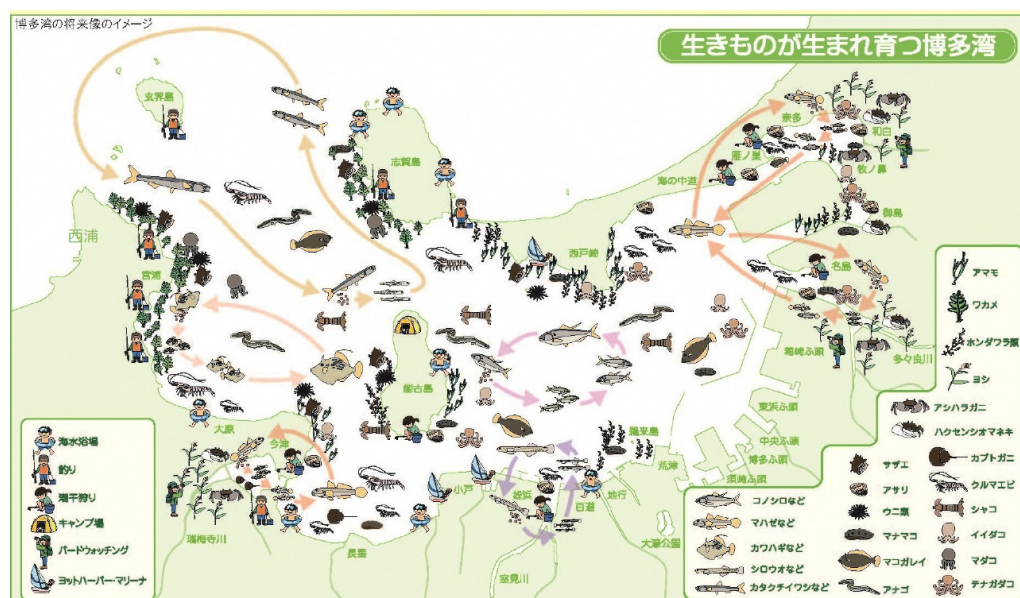 博多湾の将来像のイメージ
生きものが生まれ育つ博多湾
玄界島
志賀島
奈多
和白
雁ノ巣
牧ノ鼻
海の中道
御島
西浦
西戸崎
宮浦
名島
アマモ
ワカメ
ホンダワラ類
ヨシ
箱崎ふ頭
多々良川
能古島
東浜ふ頭
中央ふ頭
博多ふ頭
須崎ふ頭
大原
今津
荒津
小戸
姪浜
百道
地行
大濠公園
瑞梅寺川
長垂
室見川
海水浴場
釣り
潮干狩り
キャンプ場
バードウォッチング
ヨットハーバー・マリーナ
アシハラガニ
ハクセンシオマネキ
サザエ
カブトガニ
アサリ
クルマエビ
ウニ類
シャコ
マナマコ
イイダコ
マコガレイ
マダコ
アナゴ
テナガダコ
コノシロなど
マハゼなど
カワハギなど
シロウオなど
カタクチイワシなど